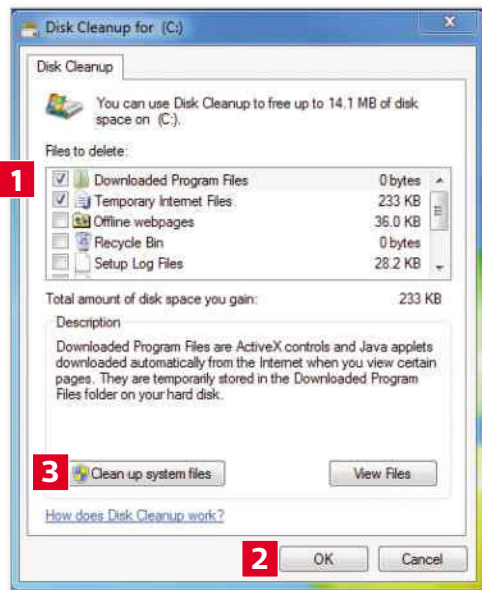 Disk Cleanup for (C:)
Disk Cleanup
You can use Disk Cleanup to free up to 14.1 MB of disk
space on (C:).
Files to delete:
1
Downloaded Program Files 0 bytes
Temporary Internet Files 233 KB
Offline webpages 36.0 KB
Recycle Bin 0 bytes
Setup Log Files 28.2 KB
Total amount of disk space you gain: 233 KB
Description
Downloaded Program Files are ActiveX controls and Java applets
downloaded automatically from the Internet when you view certain
pages. They are temporarily stored in the Downloaded Program
Files folder on your hard disk.
3 Clean up system files View Files
How does Disk Cleanup work?
2 OK Cancel